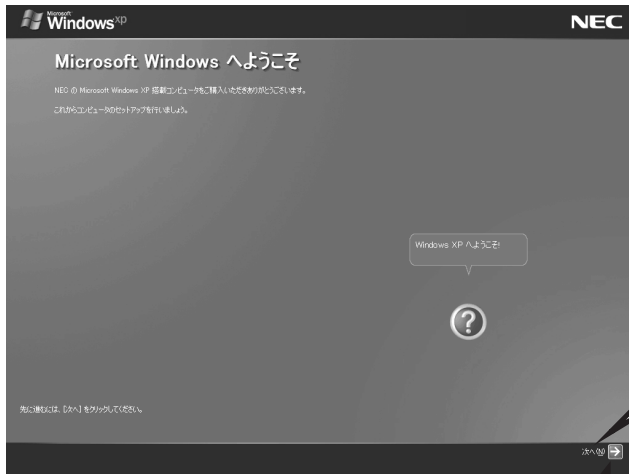 Microsoft
Windows xp
NEC
Microsoft Windows へようこそ
NEC の Microsoft Windows XP 搭載コンピュータをご購入いただきありがとうございます。
これからコンピュータのセットアップを行いましょう。
Windows XP へようこそ!
?
先に進むには、[次へ] をクリックしてください。
次へ(N)